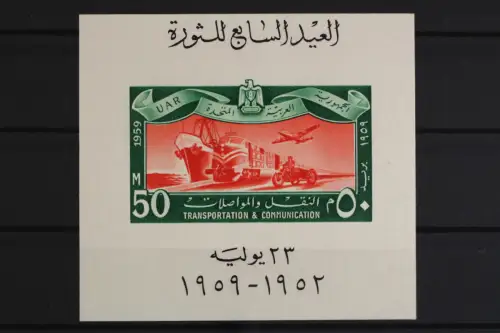 العيد السابع للثورة
UAR الجمهورية
العربية المتحدة
1959 ١٩٥٩ بريد
M
50 ٥٠ م
النقل والمواصلات
TRANSPORTATION & COMMUNICATION
٢٣ يوليه
١٩٥٢-١٩٥٩